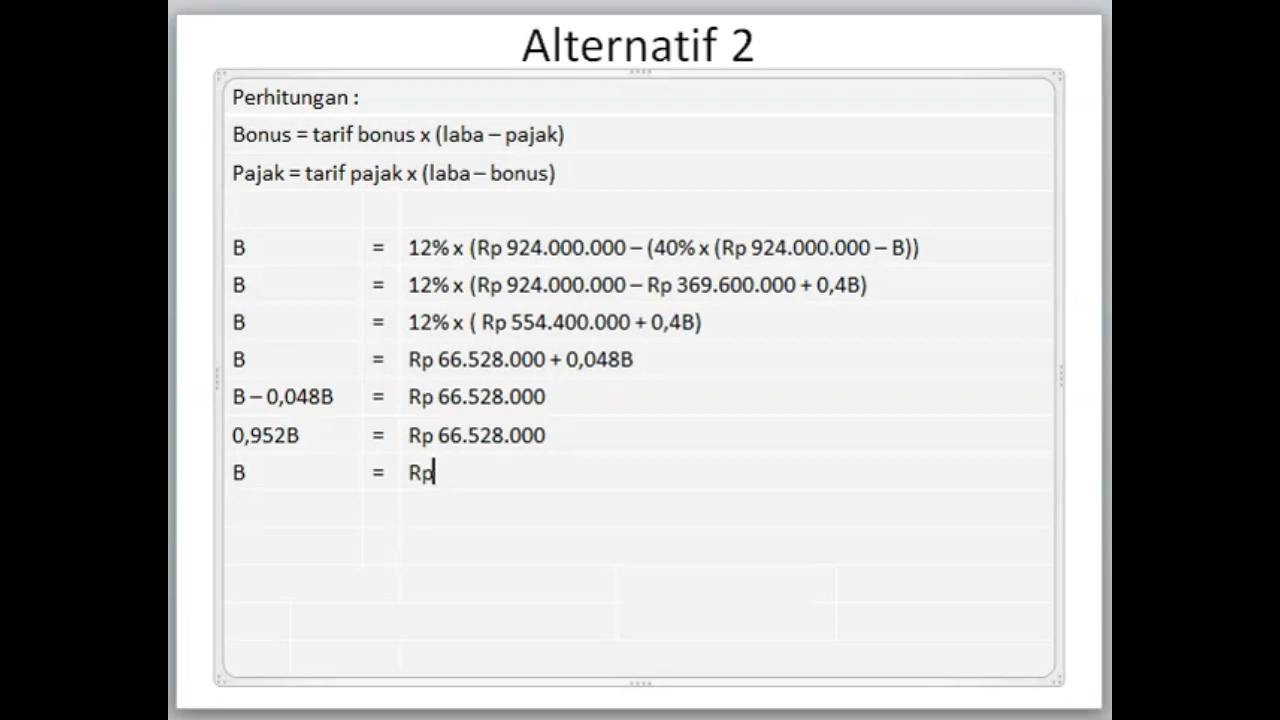 Alternatif 2
Perhitungan :
Bonus = tarif bonus x (laba – pajak)
Pajak = tarif pajak x (laba – bonus)
B = 12% x (Rp 924.000.000 – (40% x (Rp 924.000.000 – B))
B = 12% x (Rp 924.000.000 – Rp 369.600.000 + 0,4B)
B = 12% x ( Rp 554.400.000 + 0,4B)
B = Rp 66.528.000 + 0,048B
B – 0,048B = Rp 66.528.000
0,952B = Rp 66.528.000
B = Rp